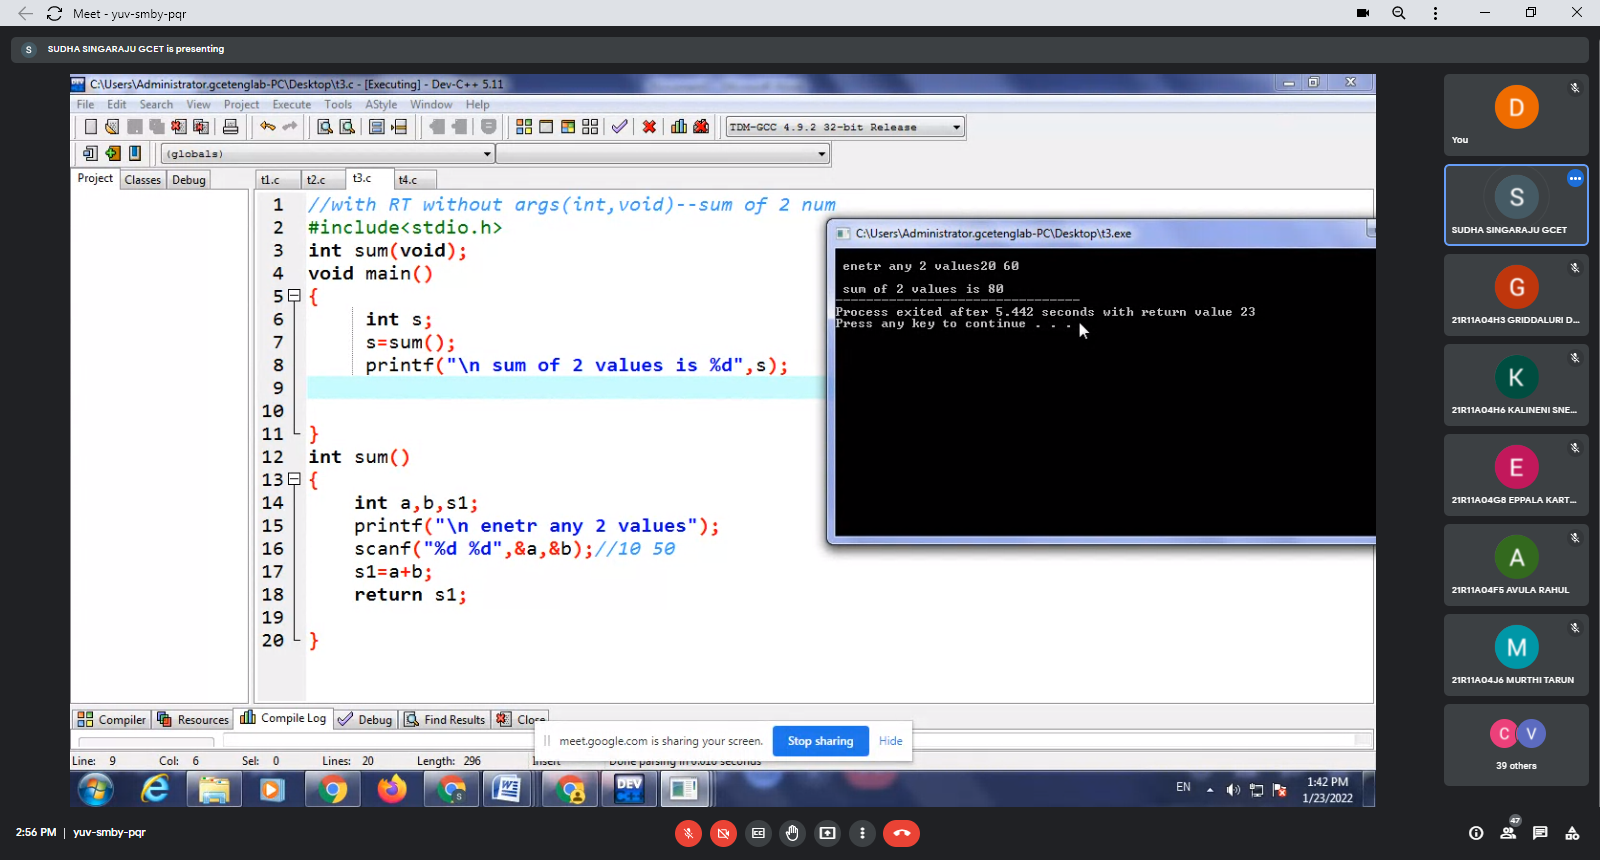 Meet - yuv-smby-pqr
S SUDHA SINGARAJU GCET is presenting
C:\Users\Administrator.gcetenglab-PC\Desktop\t3.c - [Executing] - Dev-C++ 5.11
File Edit Search View Project Execute Tools AStyle Window Help
TDM-GCC 4.9.2 32-bit Release
(globals)
Project Classes Debug
t1.c t2.c t3.c t4.c
1 //with RT without args(int,void)--sum of 2 num
2 #include<stdio.h>
3 int sum(void);
4 void main()
5 {
6 int s;
7 s=sum();
8 printf("\n sum of 2 values is %d",s);
9
10
11 }
12 int sum()
13 {
14 int a,b,s1;
15 printf("\n enetr any 2 values");
16 scanf("%d %d",&a,&b);//10 50
17 s1=a+b;
18 return s1;
19
20 }
C:\Users\Administrator.gcetenglab-PC\Desktop\t3.exe
enetr any 2 values20 60
sum of 2 values is 80
--------------------------------
Process exited after 5.442 seconds with return value 23
Press any key to continue . . .
Compiler Resources Compile Log Debug Find Results Close
meet.google.com is sharing your screen. Stop sharing Hide
Line: 9 Col: 6 Sel: 0 Lines: 20 Length: 296 Insert Done parsing in 0.016 seconds
DEV
C++
EN
1:42 PM
1/23/2022
D
You
S
SUDHA SINGARAJU GCET
G
21R11A04H3 GRIDDALURI D...
K
21R11A04H6 KALINENI SNE...
E
21R11A04G8 EPPALA KART...
A
21R11A04F5 AVULA RAHUL
M
21R11A04J6 MURTHI TARUN
C V
39 others
2:56 PM | yuv-smby-pqr
47